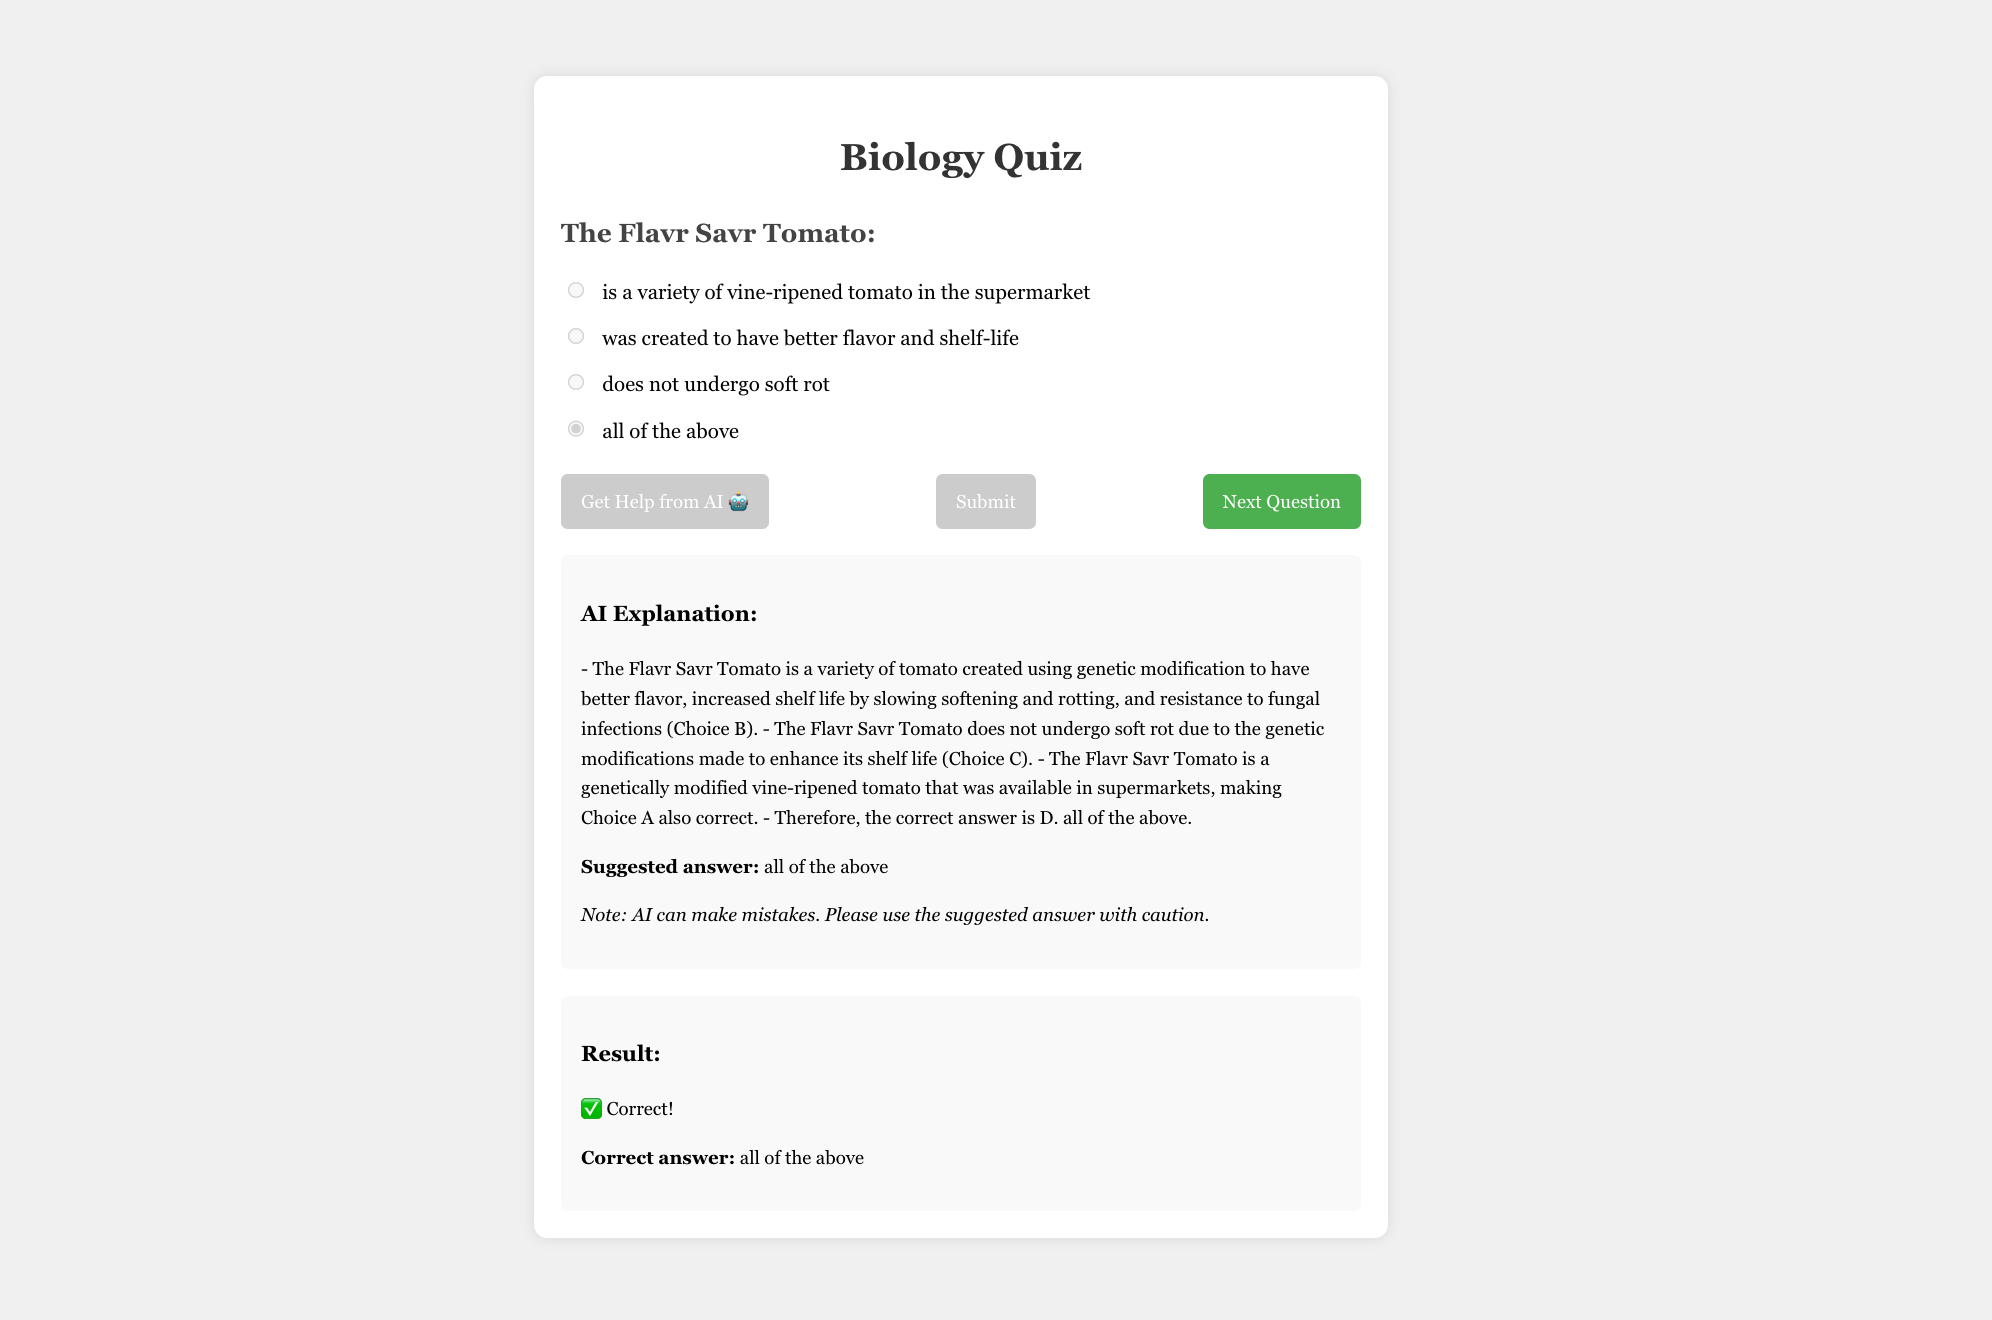 Biology Quiz
The Flavr Savr Tomato:
is a variety of vine-ripened tomato in the supermarket
was created to have better flavor and shelf-life
does not undergo soft rot
all of the above
Get Help from AI 🤖
Submit
Next Question
AI Explanation:
- The Flavr Savr Tomato is a variety of tomato created using genetic modification to have
better flavor, increased shelf life by slowing softening and rotting, and resistance to fungal
infections (Choice B). - The Flavr Savr Tomato does not undergo soft rot due to the genetic
modifications made to enhance its shelf life (Choice C). - The Flavr Savr Tomato is a
genetically modified vine-ripened tomato that was available in supermarkets, making
Choice A also correct. - Therefore, the correct answer is D. all of the above.
Suggested answer: all of the above
Note: AI can make mistakes. Please use the suggested answer with caution.
Result:
✅ Correct!
Correct answer: all of the above